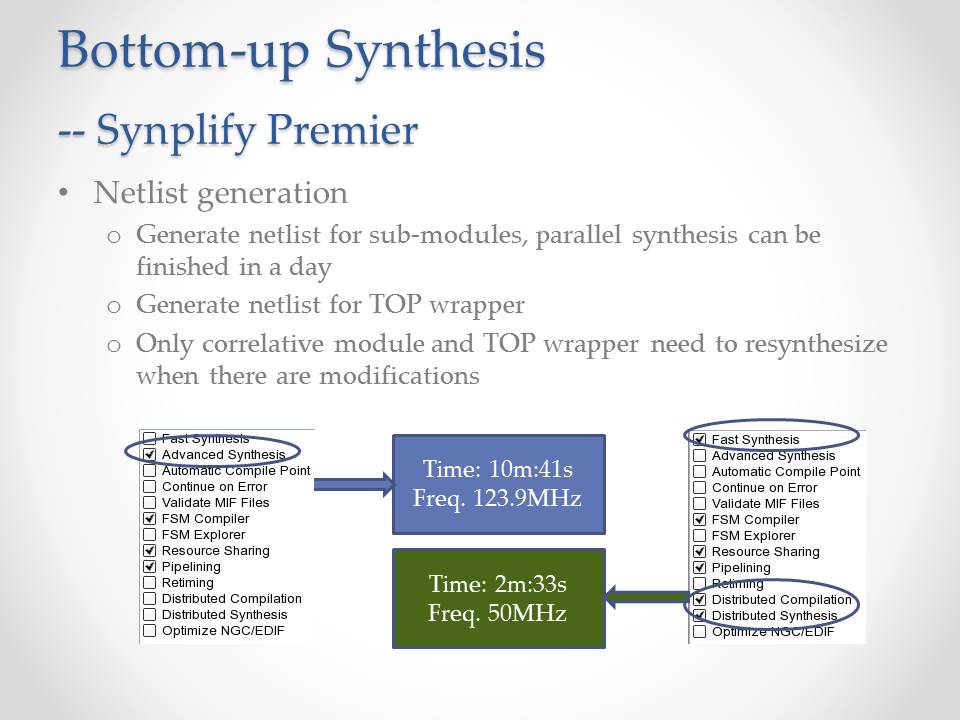 Bottom-up Synthesis
-- Synplify Premier
• Netlist generation
o Generate netlist for sub-modules, parallel synthesis can be
finished in a day
o Generate netlist for TOP wrapper
o Only correlative module and TOP wrapper need to resynthesize
when there are modifications
Fast Synthesis
Advanced Synthesis
Automatic Compile Point
Continue on Error
Validate MIF Files
FSM Compiler
FSM Explorer
Resource Sharing
Pipelining
Retiming
Distributed Compilation
Distributed Synthesis
Optimize NGC/EDIF
Time: 10m:41s
Freq. 123.9MHz
Time: 2m:33s
Freq. 50MHz
Fast Synthesis
Advanced Synthesis
Automatic Compile Point
Continue on Error
Validate MIF Files
FSM Compiler
FSM Explorer
Resource Sharing
Pipelining
Retiming
Distributed Compilation
Distributed Synthesis
Optimize NGC/EDIF